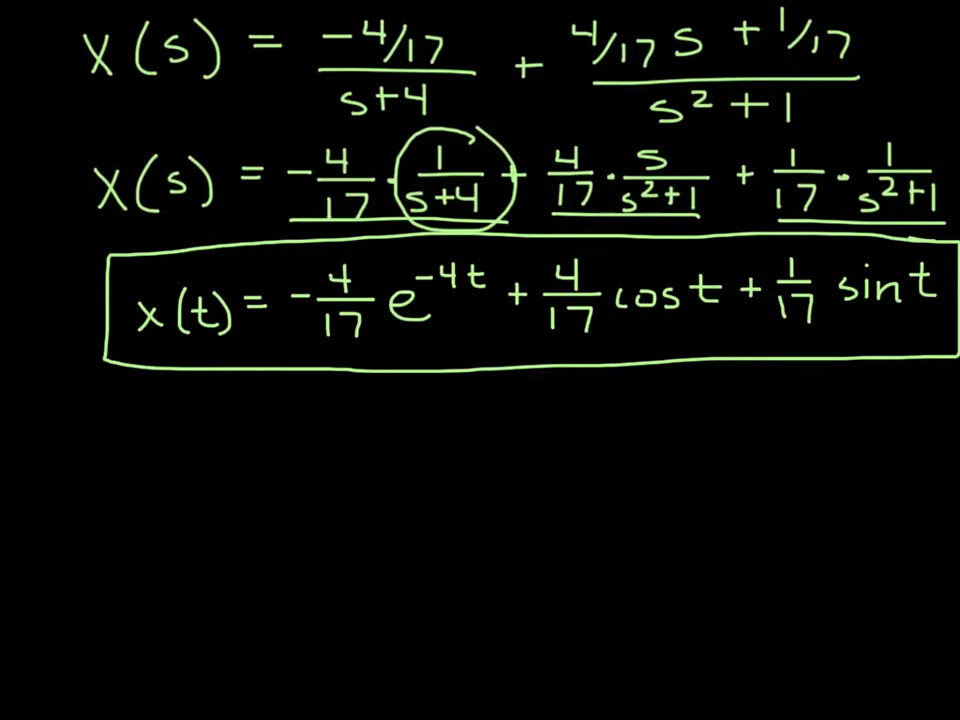 X(s) = -4/17 / s+4 + 4/17 s + 1/17 / s² + 1
X(s) = -4/17 · 1/s+4 + 4/17 · s/s²+1 + 1/17 · 1/s²+1
x(t) = -4/17 e^-4t + 4/17 cos t + 1/17 sin t